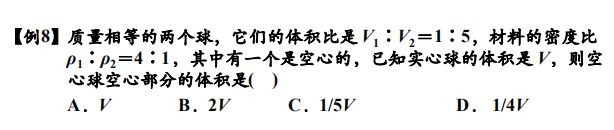 【例8】质量相等的两个球，它们的体积比是 V₁∶V₂=1∶5，材料的密度比
ρ₁∶ρ₂=4∶1，其中有一个是空心的，已知实心球的体积是 V，则空
心球空心部分的体积是( )
A．V B．2V C．1/5V D．1/4V